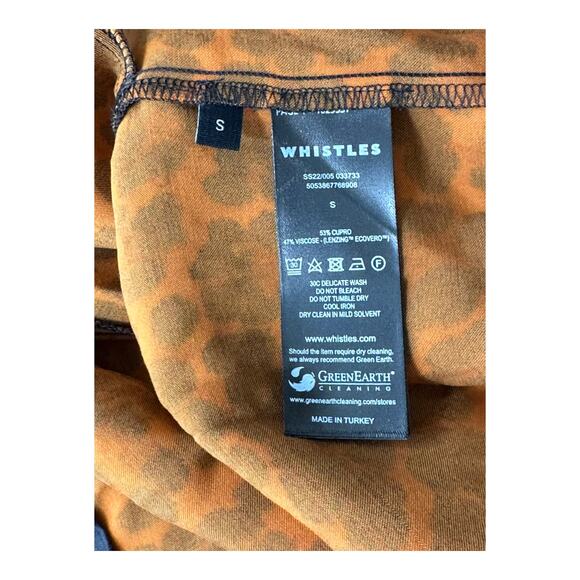 S
WHISTLES
SS22/005 033733
5053867768908
S
53% CUPRO
47% VISCOSE - (LENZING™ ECOVERO™)
30
F
30C DELICATE WASH
DO NOT BLEACH
DO NOT TUMBLE DRY
COOL IRON
DRY CLEAN IN MILD SOLVENT
www.whistles.com
Should the item require dry cleaning,
we always recommend Green Earth.
GREENEARTH®
CLEANING
www.greenearthcleaning.com/stores
MADE IN TURKEY